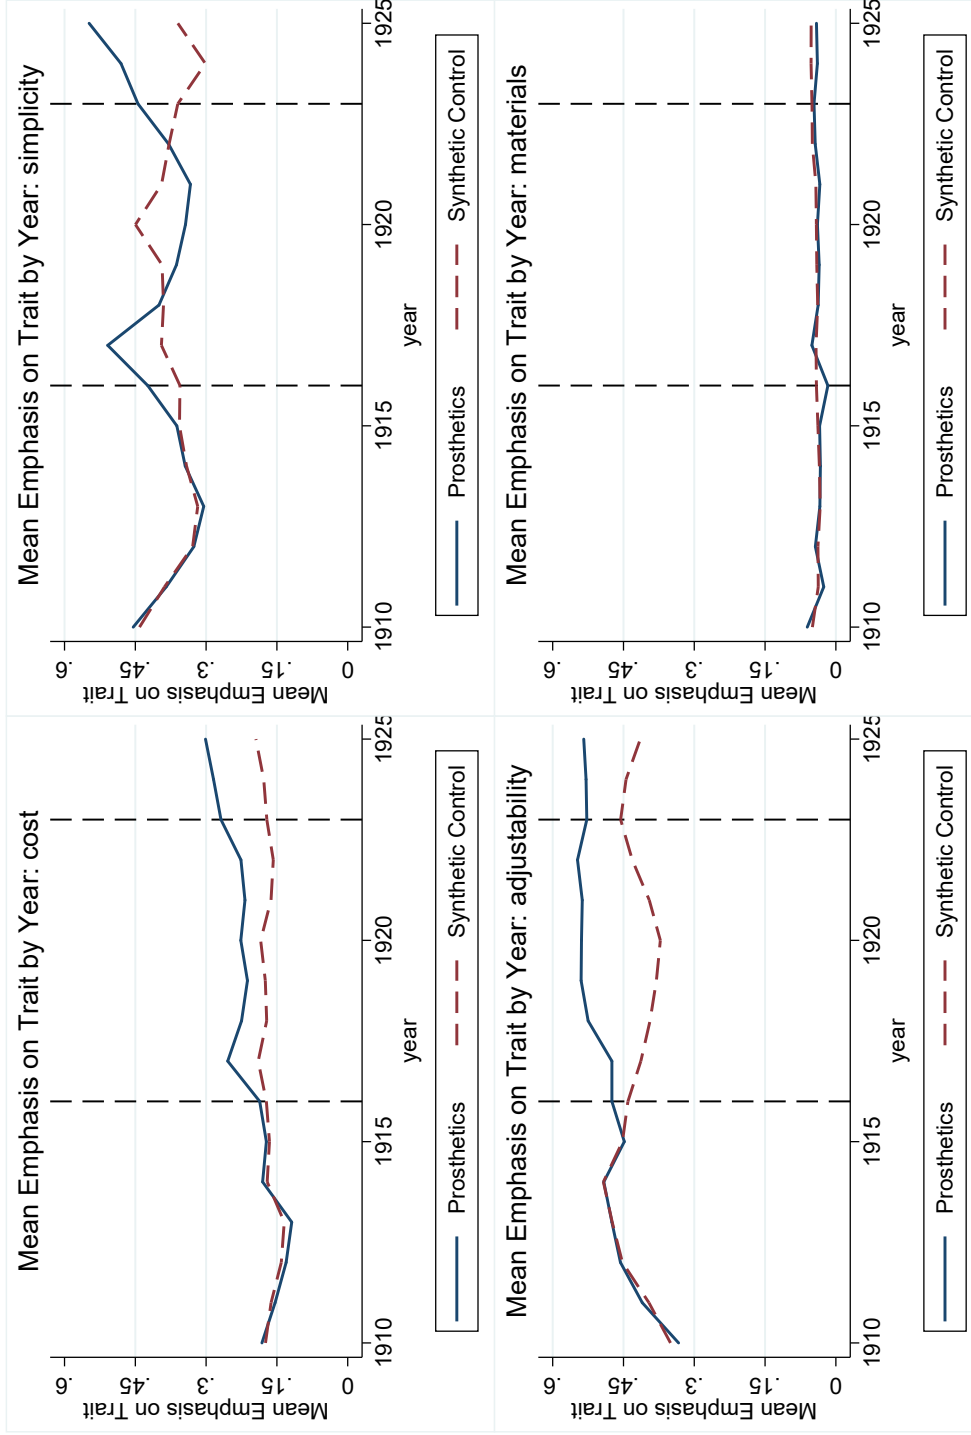 Mean Emphasis on Trait by Year: cost
Mean Emphasis on Trait
.6
.45
.3
.15
0
1910
1915
1920
1925
year
Prosthetics
Synthetic Control
Mean Emphasis on Trait by Year: simplicity
Mean Emphasis on Trait
.6
.45
.3
.15
0
1910
1915
1920
1925
year
Prosthetics
Synthetic Control
Mean Emphasis on Trait by Year: adjustability
Mean Emphasis on Trait
.6
.45
.3
.15
0
1910
1915
1920
1925
year
Prosthetics
Synthetic Control
Mean Emphasis on Trait by Year: materials
Mean Emphasis on Trait
.6
.45
.3
.15
0
1910
1915
1920
1925
year
Prosthetics
Synthetic Control